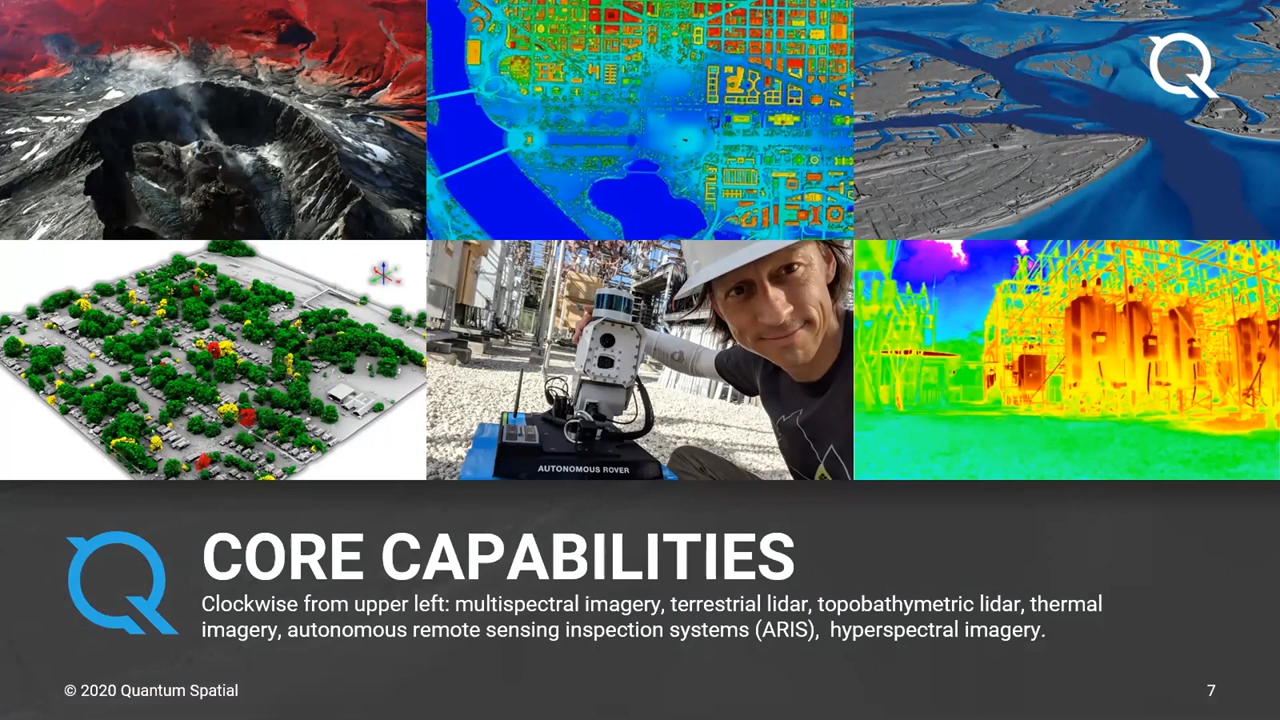 AUTONOMOUS ROVER
CORE CAPABILITIES
Clockwise from upper left: multispectral imagery, terrestrial lidar, topobathymetric lidar, thermal
imagery, autonomous remote sensing inspection systems (ARIS),  hyperspectral imagery.
© 2020 Quantum Spatial
7